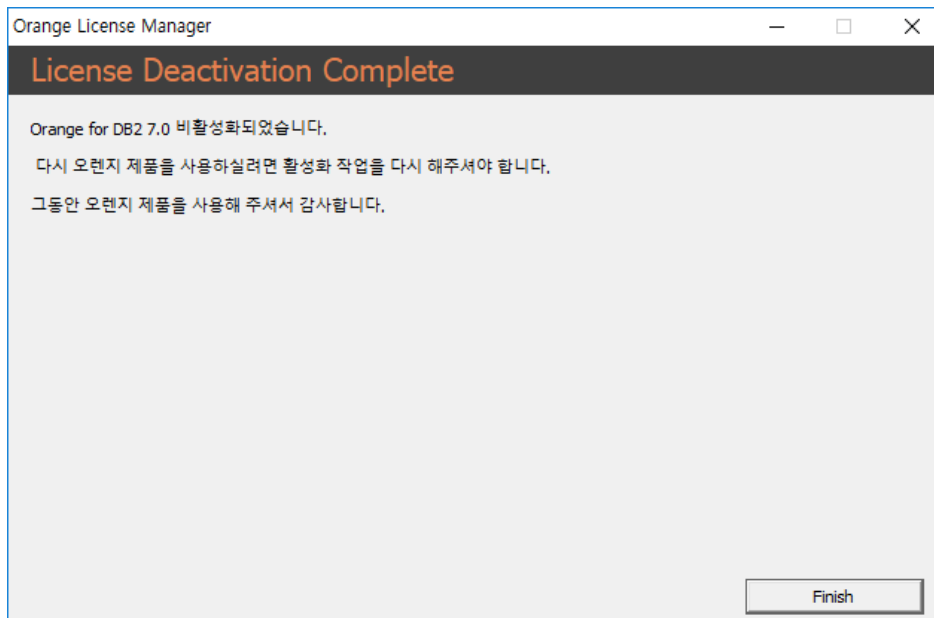 Orange License Manager
License Deactivation Complete
Orange for DB2 7.0 비활성화되었습니다.
다시 오렌지 제품을 사용하실려면 활성화 작업을 다시 해주셔야 합니다.
그동안 오렌지 제품을 사용해 주셔서 감사합니다.
Finish